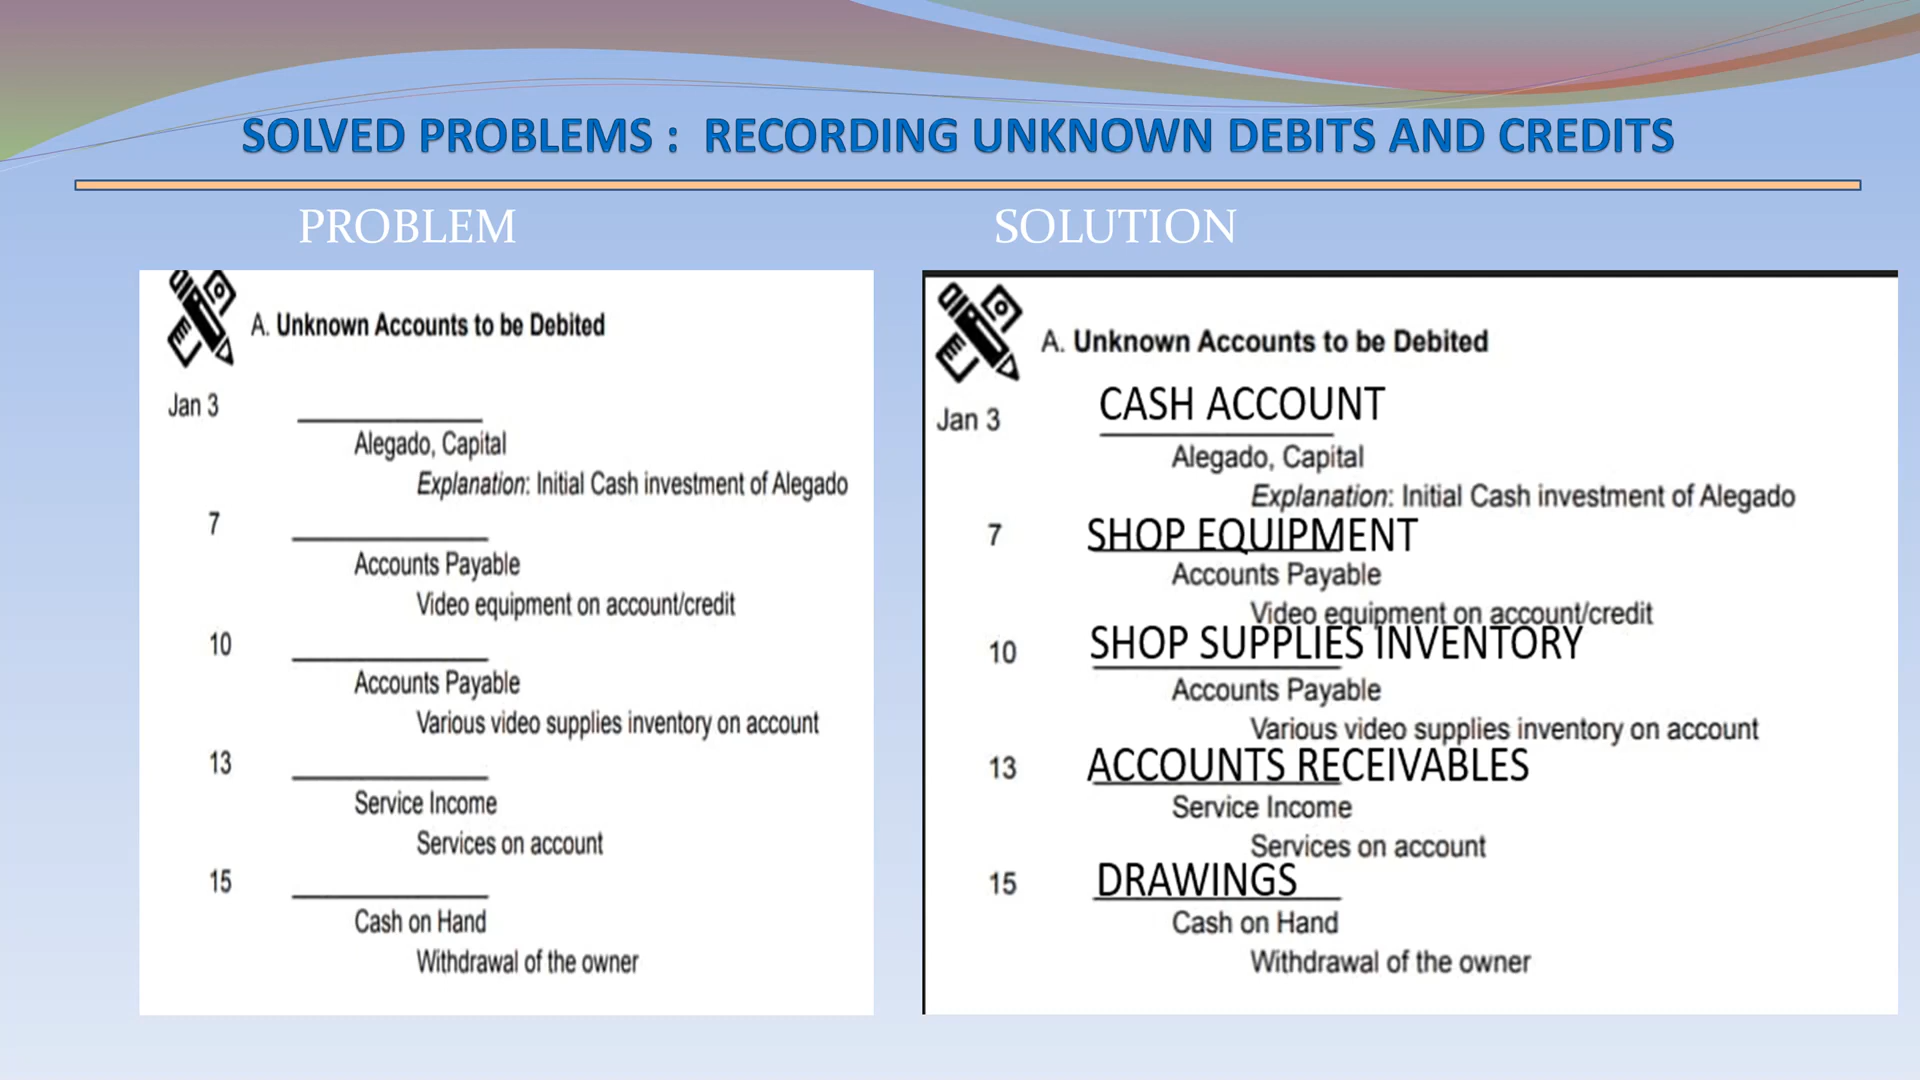 SOLVED PROBLEMS : RECORDING UNKNOWN DEBITS AND CREDITS
PROBLEM
A. Unknown Accounts to be Debited
Jan 3
Alegado, Capital
Explanation: Initial Cash investment of Alegado
7
Accounts Payable
Video equipment on account/credit
10
Accounts Payable
Various video supplies inventory on account
13
Service Income
Services on account
15
Cash on Hand
Withdrawal of the owner
SOLUTION
A. Unknown Accounts to be Debited
Jan 3 CASH ACCOUNT
Alegado, Capital
Explanation: Initial Cash investment of Alegado
7 SHOP EQUIPMENT
Accounts Payable
Video equipment on account/credit
10 SHOP SUPPLIES INVENTORY
Accounts Payable
Various video supplies inventory on account
13 ACCOUNTS RECEIVABLES
Service Income
Services on account
15 DRAWINGS
Cash on Hand
Withdrawal of the owner